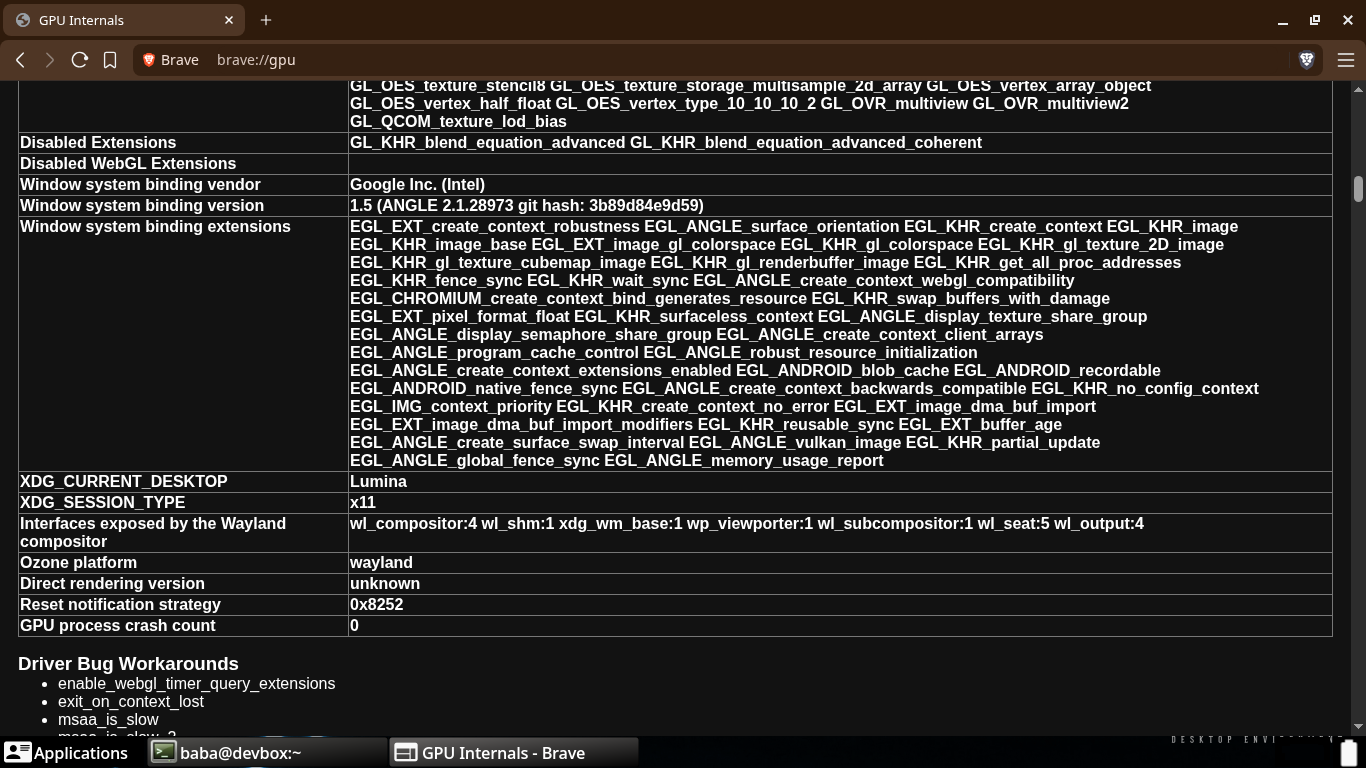 GPU Internals
Brave
brave://gpu
GL_OES_texture_stencil8 GL_OES_texture_storage_multisample_2d_array GL_OES_vertex_array_object
GL_OES_vertex_half_float GL_OES_vertex_type_10_10_10_2 GL_OVR_multiview GL_OVR_multiview2
GL_QCOM_texture_lod_bias
Disabled Extensions GL_KHR_blend_equation_advanced GL_KHR_blend_equation_advanced_coherent
Disabled WebGL Extensions
Window system binding vendor Google Inc. (Intel)
Window system binding version 1.5 (ANGLE 2.1.28973 git hash: 3b89d84e9d59)
Window system binding extensions EGL_EXT_create_context_robustness EGL_ANGLE_surface_orientation EGL_KHR_create_context EGL_KHR_image
EGL_KHR_image_base EGL_EXT_image_gl_colorspace EGL_KHR_gl_colorspace EGL_KHR_gl_texture_2D_image
EGL_KHR_gl_texture_cubemap_image EGL_KHR_gl_renderbuffer_image EGL_KHR_get_all_proc_addresses
EGL_KHR_fence_sync EGL_KHR_wait_sync EGL_ANGLE_create_context_webgl_compatibility
EGL_CHROMIUM_create_context_bind_generates_resource EGL_KHR_swap_buffers_with_damage
EGL_EXT_pixel_format_float EGL_KHR_surfaceless_context EGL_ANGLE_display_texture_share_group
EGL_ANGLE_display_semaphore_share_group EGL_ANGLE_create_context_client_arrays
EGL_ANGLE_program_cache_control EGL_ANGLE_robust_resource_initialization
EGL_ANGLE_create_context_extensions_enabled EGL_ANDROID_blob_cache EGL_ANDROID_recordable
EGL_ANDROID_native_fence_sync EGL_ANGLE_create_context_backwards_compatible EGL_KHR_no_config_context
EGL_IMG_context_priority EGL_KHR_create_context_no_error EGL_EXT_image_dma_buf_import
EGL_EXT_image_dma_buf_import_modifiers EGL_KHR_reusable_sync EGL_EXT_buffer_age
EGL_ANGLE_create_surface_swap_interval EGL_ANGLE_vulkan_image EGL_KHR_partial_update
EGL_ANGLE_global_fence_sync EGL_ANGLE_memory_usage_report
XDG_CURRENT_DESKTOP Lumina
XDG_SESSION_TYPE x11
Interfaces exposed by the Wayland wl_compositor:4 wl_shm:1 xdg_wm_base:1 wp_viewporter:1 wl_subcompositor:1 wl_seat:5 wl_output:4
compositor
Ozone platform wayland
Direct rendering version unknown
Reset notification strategy 0x8252
GPU process crash count 0
Driver Bug Workarounds
enable_webgl_timer_query_extensions
exit_on_context_lost
msaa_is_slow
Applications
baba@devbox:~
GPU Internals - Brave